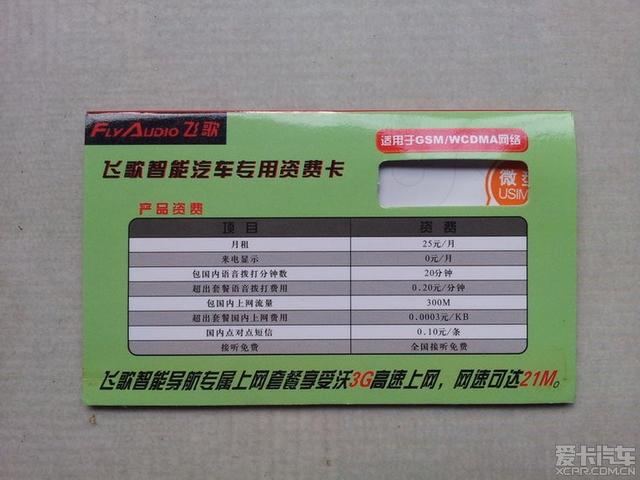 FLYAUDIO 飞歌
适用于GSM/WCDMA网络
飞歌智能汽车专用资费卡
微型
USIM
产品资费
项目 资费
月租 25元/月
来电显示 0元/月
包国内语音拨打分钟数 20分钟
超出套餐语音拨打费用 0.20元/分钟
包国内上网流量 300M
超出套餐国内上网费用 0.0003元/KB
国内点对点短信 0.10元/条
接听免费 全国接听免费
飞歌智能导航专属上网套餐享受沃3G高速上网，网速可达21M。
爱卡汽车
XCAR.COM.CN